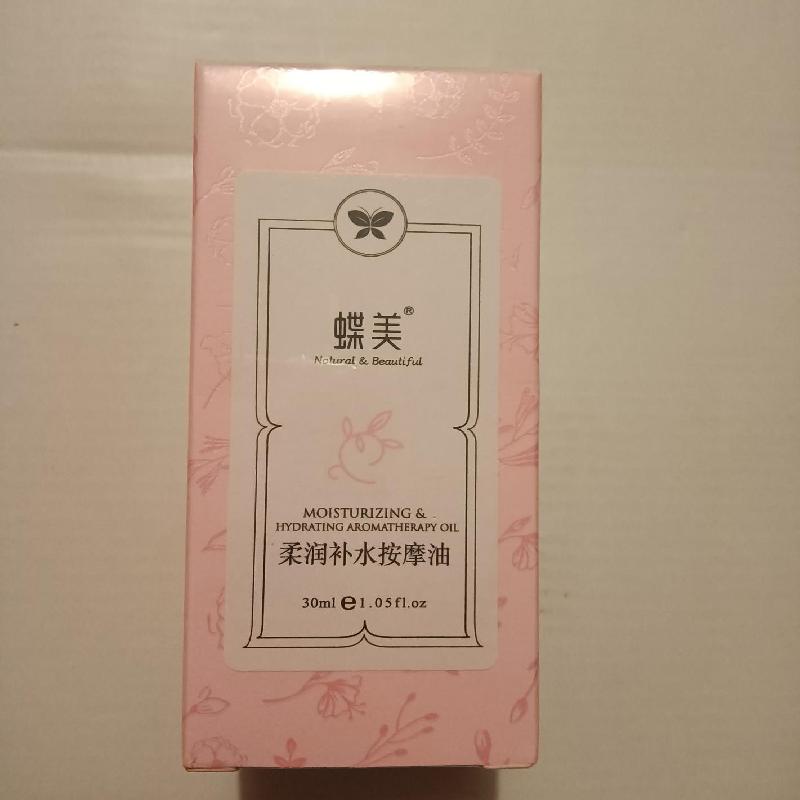 蝶美®
Natural & Beautiful
MOISTURIZING &
HYDRATING AROMATHERAPY OIL
柔润补水按摩油
30ml ℮ 1.05fl.oz